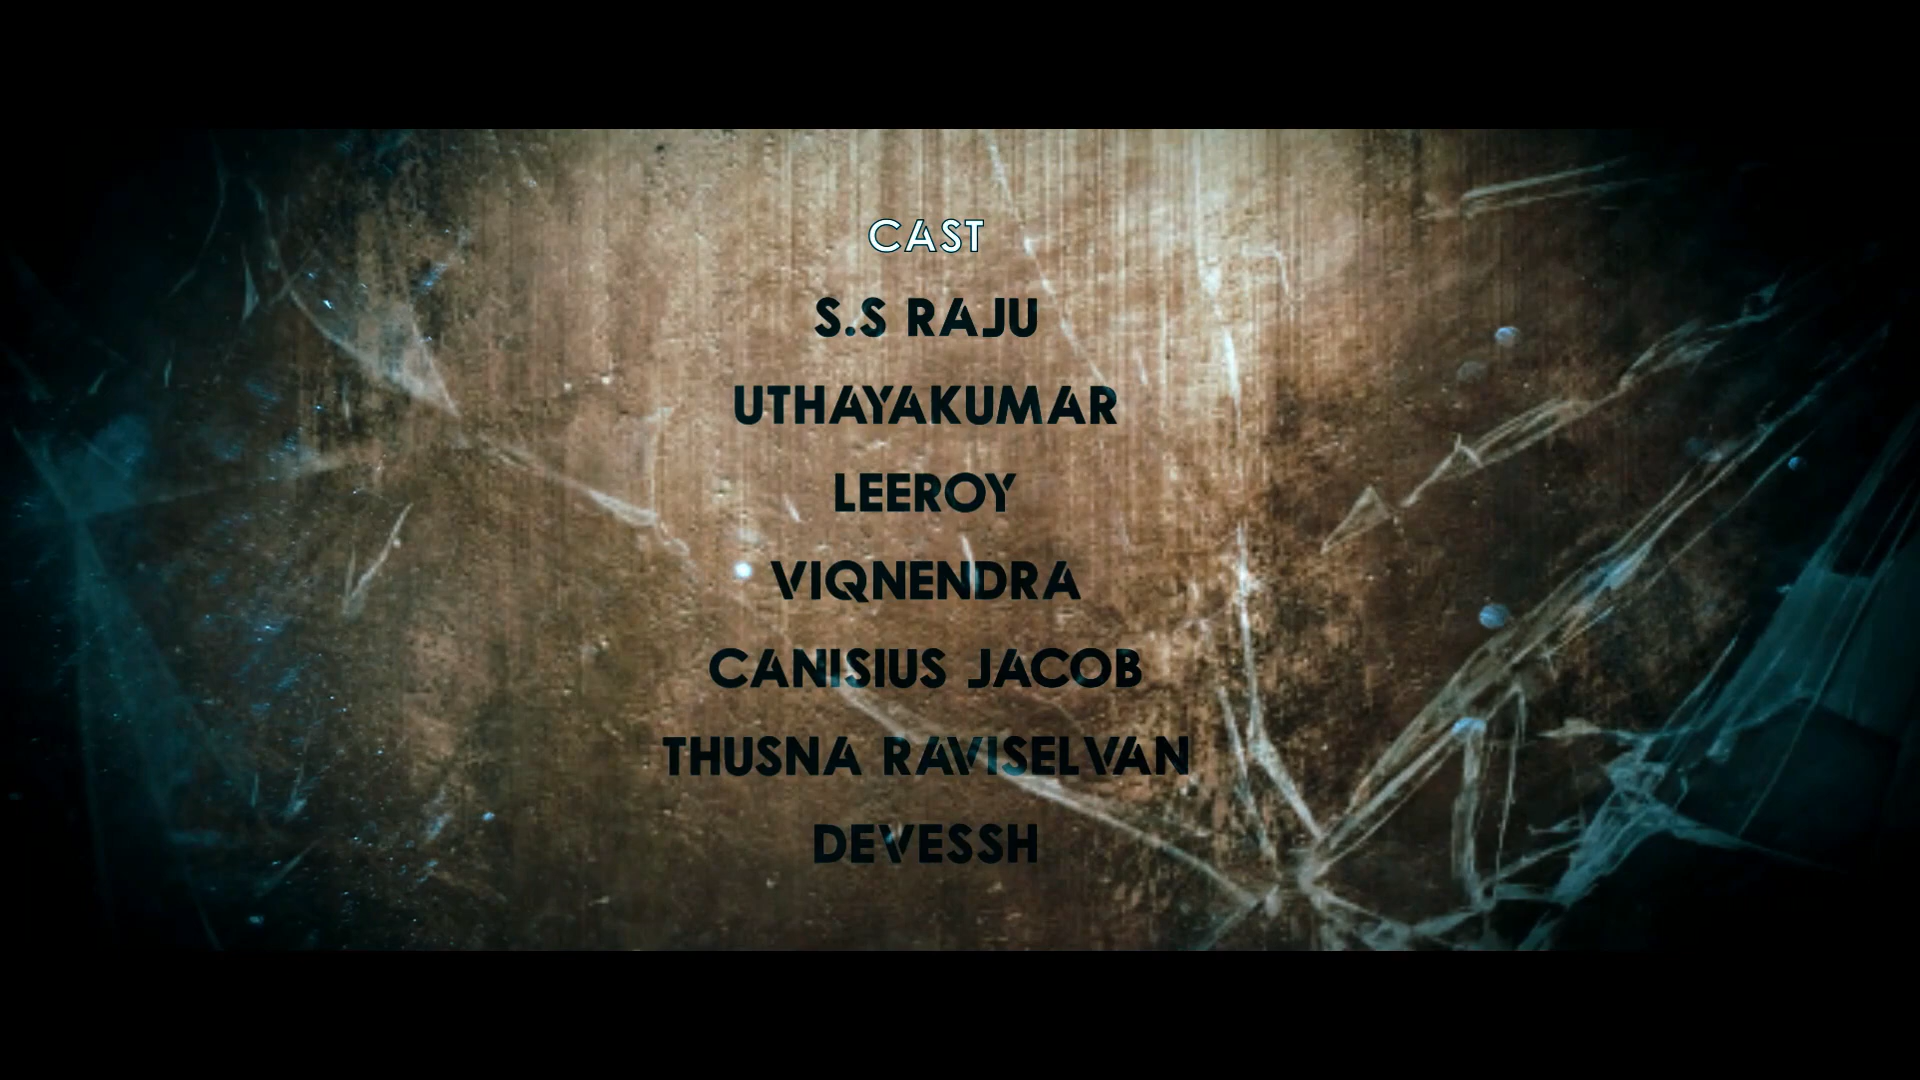 CAST
S.S RAJU
UTHAYAKUMAR
LEEROY
VIQNENDRA
CANISIUS JACOB
THUSNA RAVISELVAN
DEVESSH